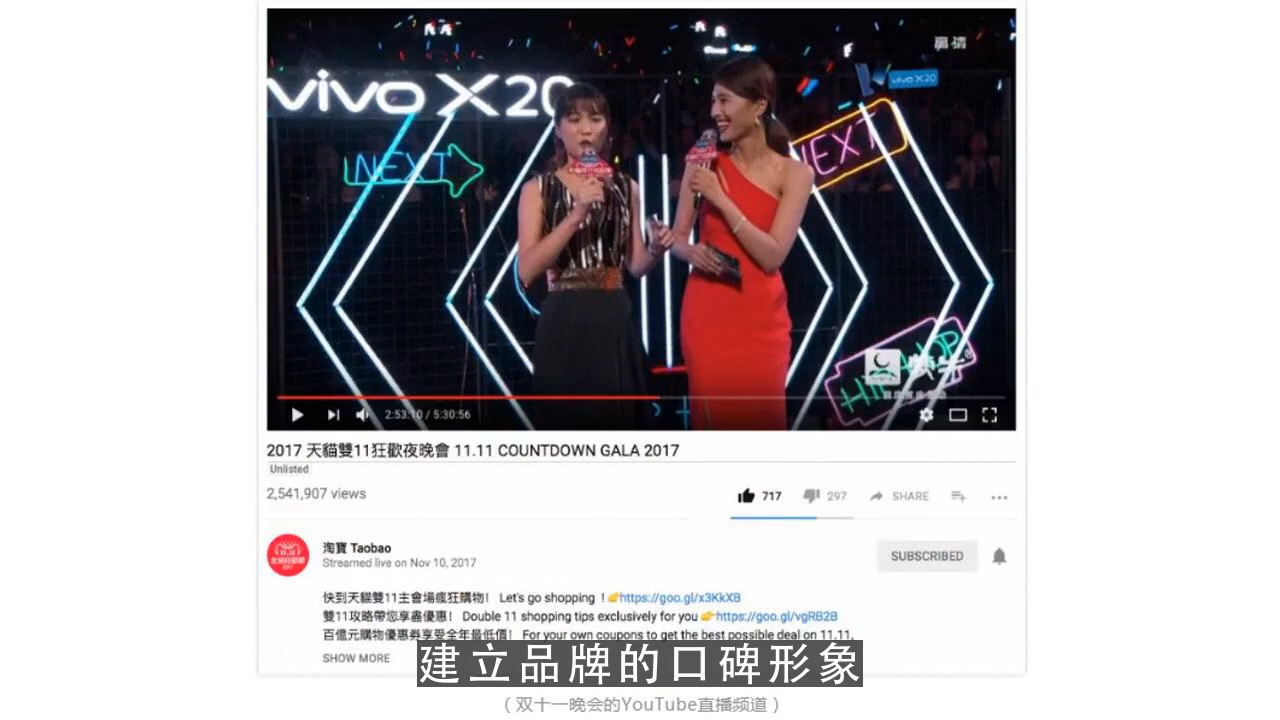 高清
vivo X20
vivo X20
NEXT
NEXT
HIP HOP
2:53:10 / 5:30:56
2017 天貓雙11狂歡夜晚會 11.11 COUNTDOWN GALA 2017
Unlisted
2,541,907 views
717
297
SHARE
淘寶 Taobao
Streamed live on Nov 10, 2017
SUBSCRIBED
快到天貓雙11主會場瘋狂購物！ Let's go shopping ！👉https://goo.gl/x3KkXB
雙11攻略帶您享盡優惠！ Double 11 shopping tips exclusively for you 👉https://goo.gl/vgRB2B
百億元購物優惠券享受全年最低價！ For your own coupons to get the best possible deal on 11.11,
SHOW MORE
建立品牌的口碑形象
（双十一晚会的YouTube直播频道）